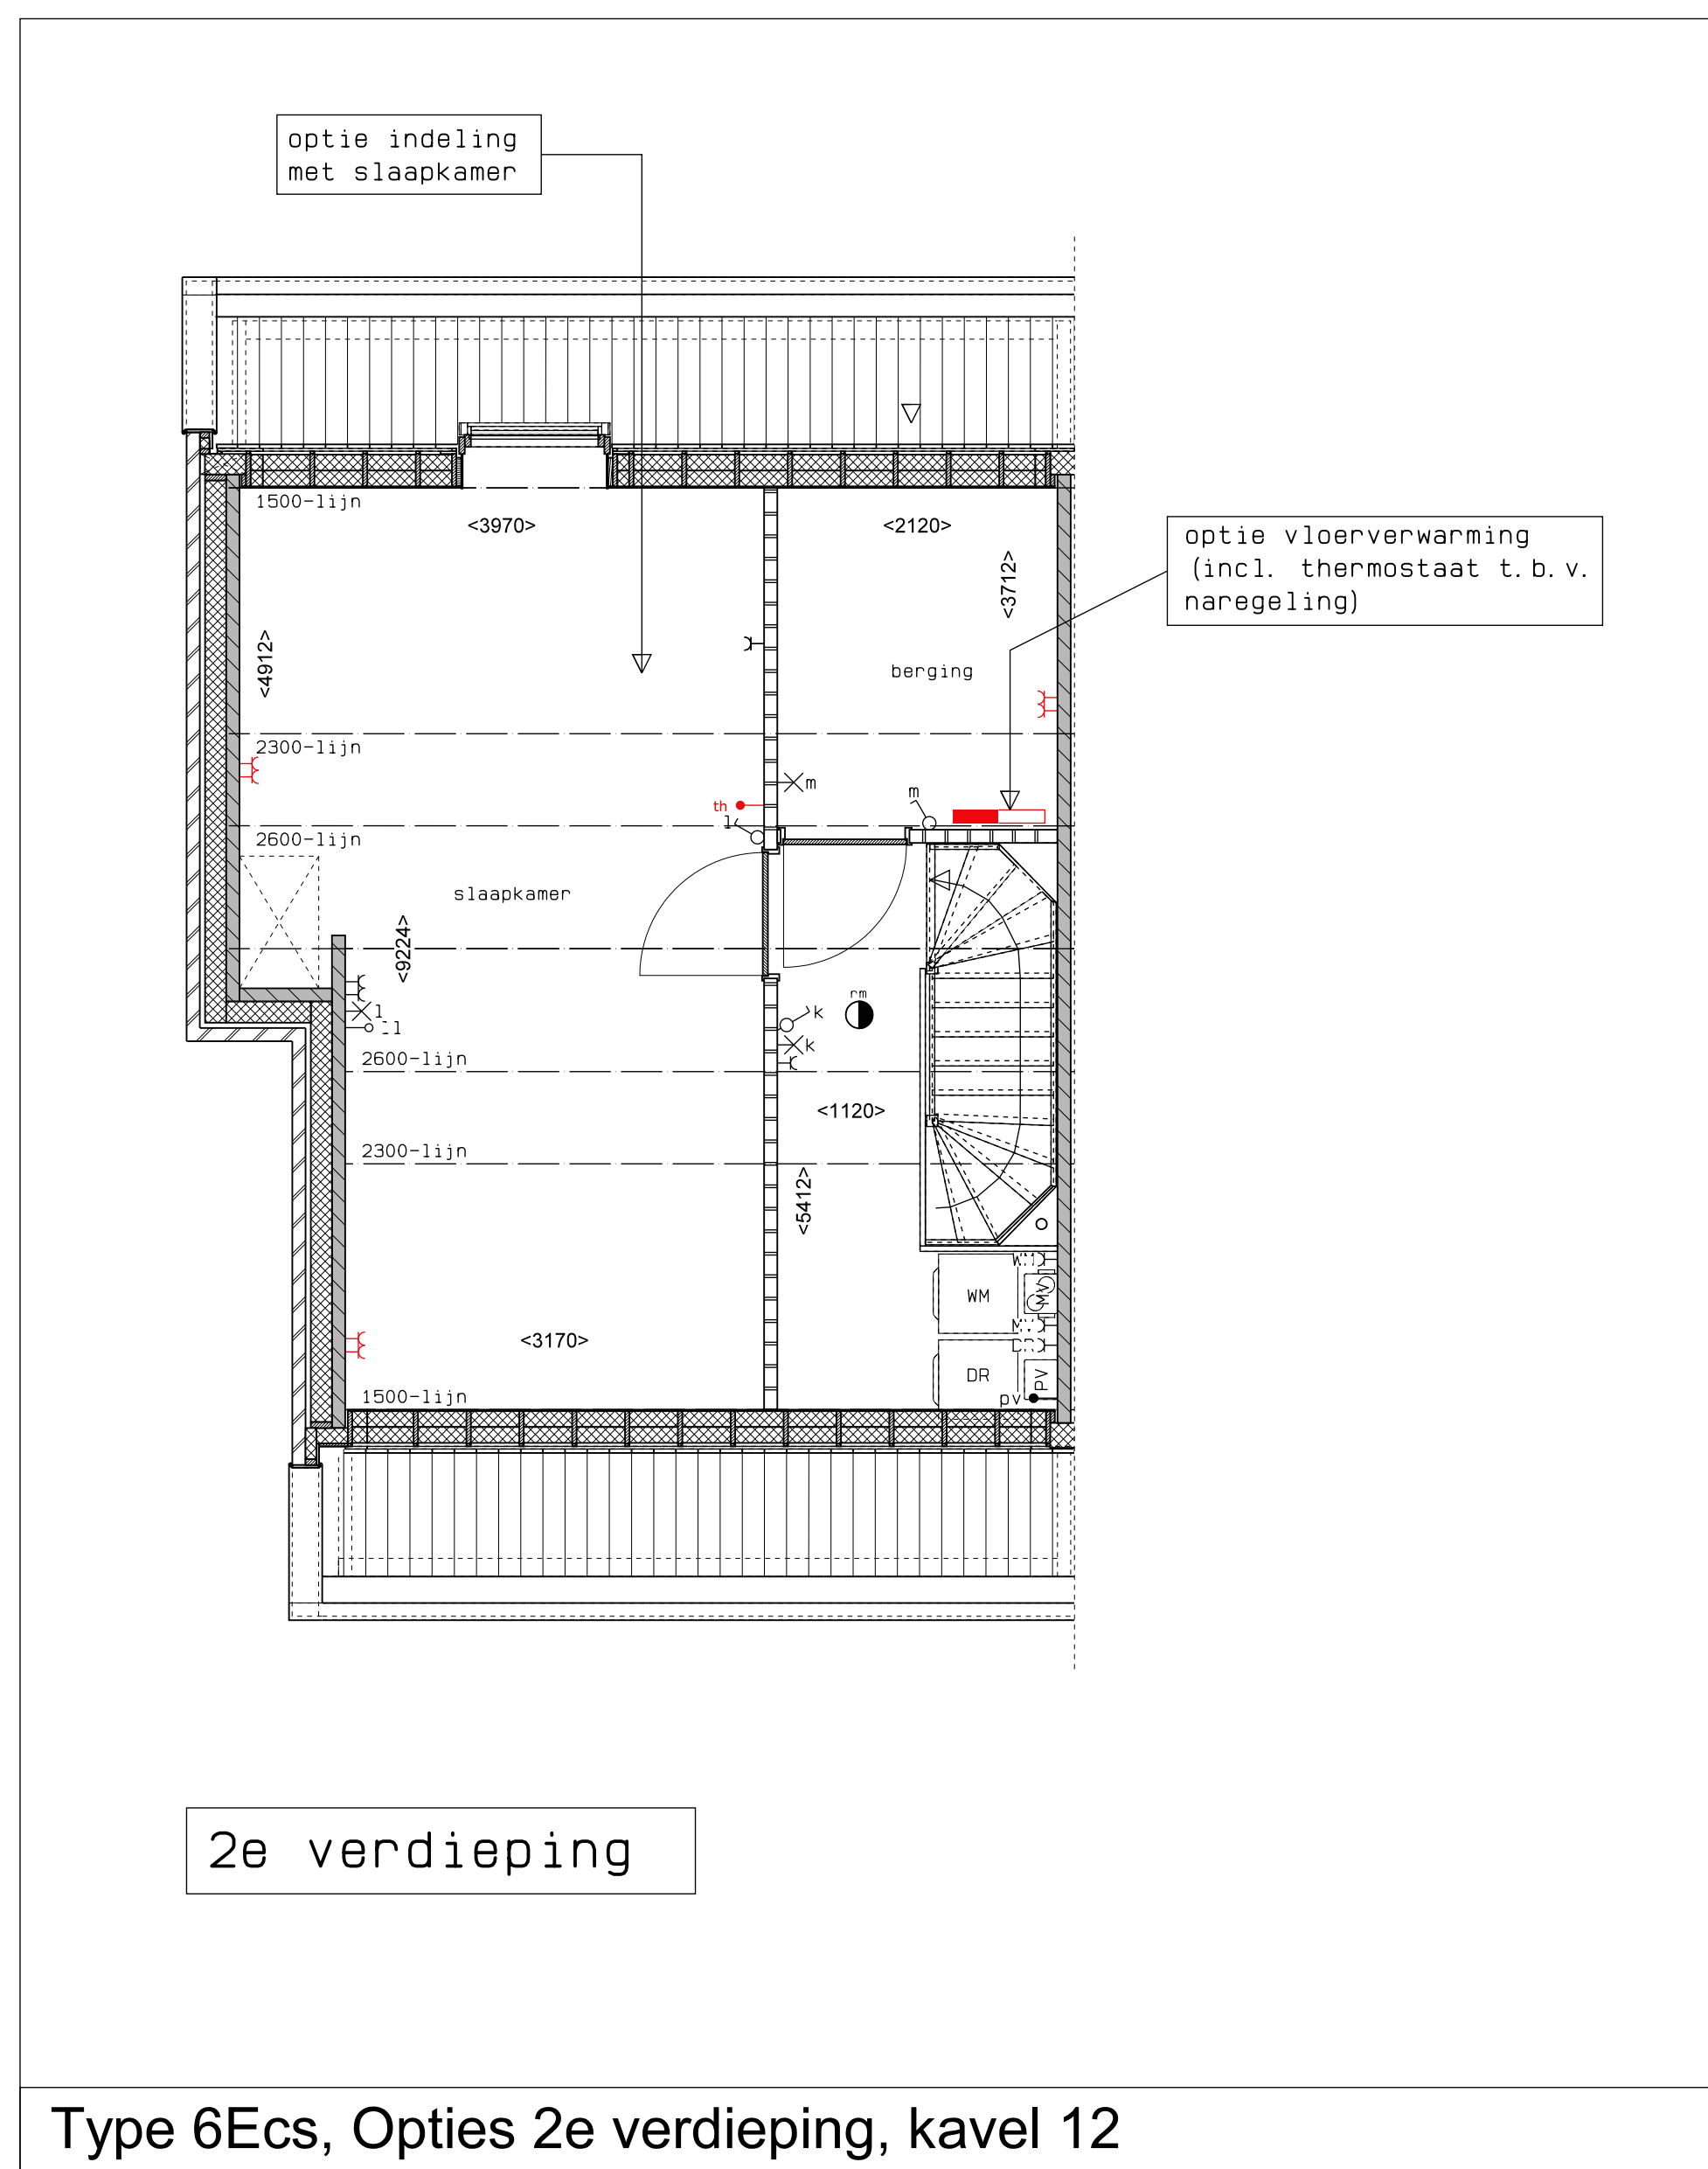 optie indeling
met slaapkamer
1500-lijn
<3970>
<2120>
<3712>
optie vloerverwarming
(incl. thermostaat t.b.v.
naregeling)
<4912>
berging
2300-lijn
m
m
th
l
2600-lijn
slaapkamer
<9224>
rm
k
l
k
2600-lijn
<1120>
2300-lijn
<5412>
WM
MV
<3170>
DR
PV
1500-lijn
pv
2e verdieping
Type 6Ecs, Opties 2e verdieping, kavel 12